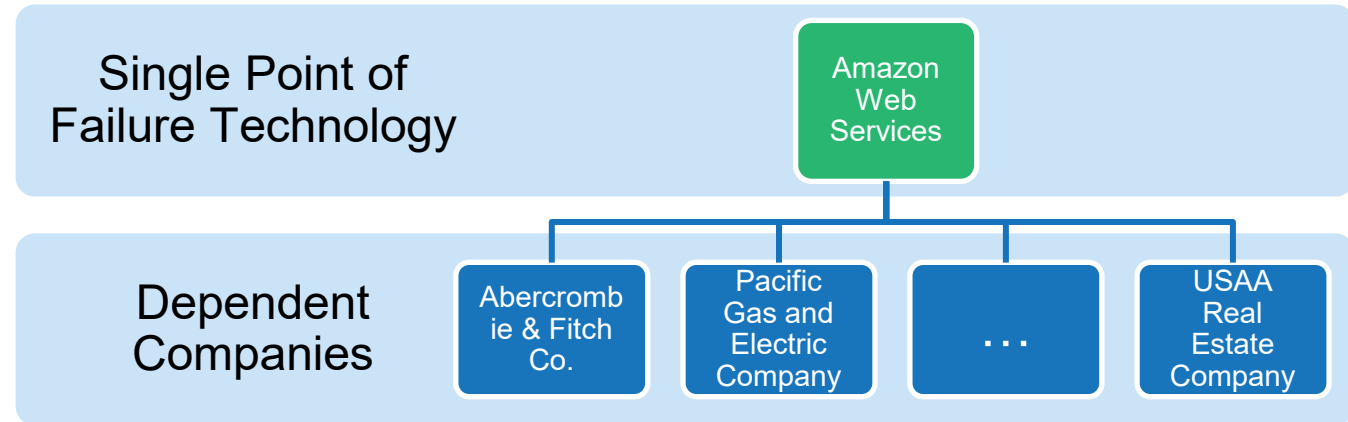 Single Point of
Failure Technology
Amazon
Web
Services
Dependent
Companies
Abercromb
ie & Fitch
Co.
Pacific
Gas and
Electric
Company
...
USAA
Real
Estate
Company